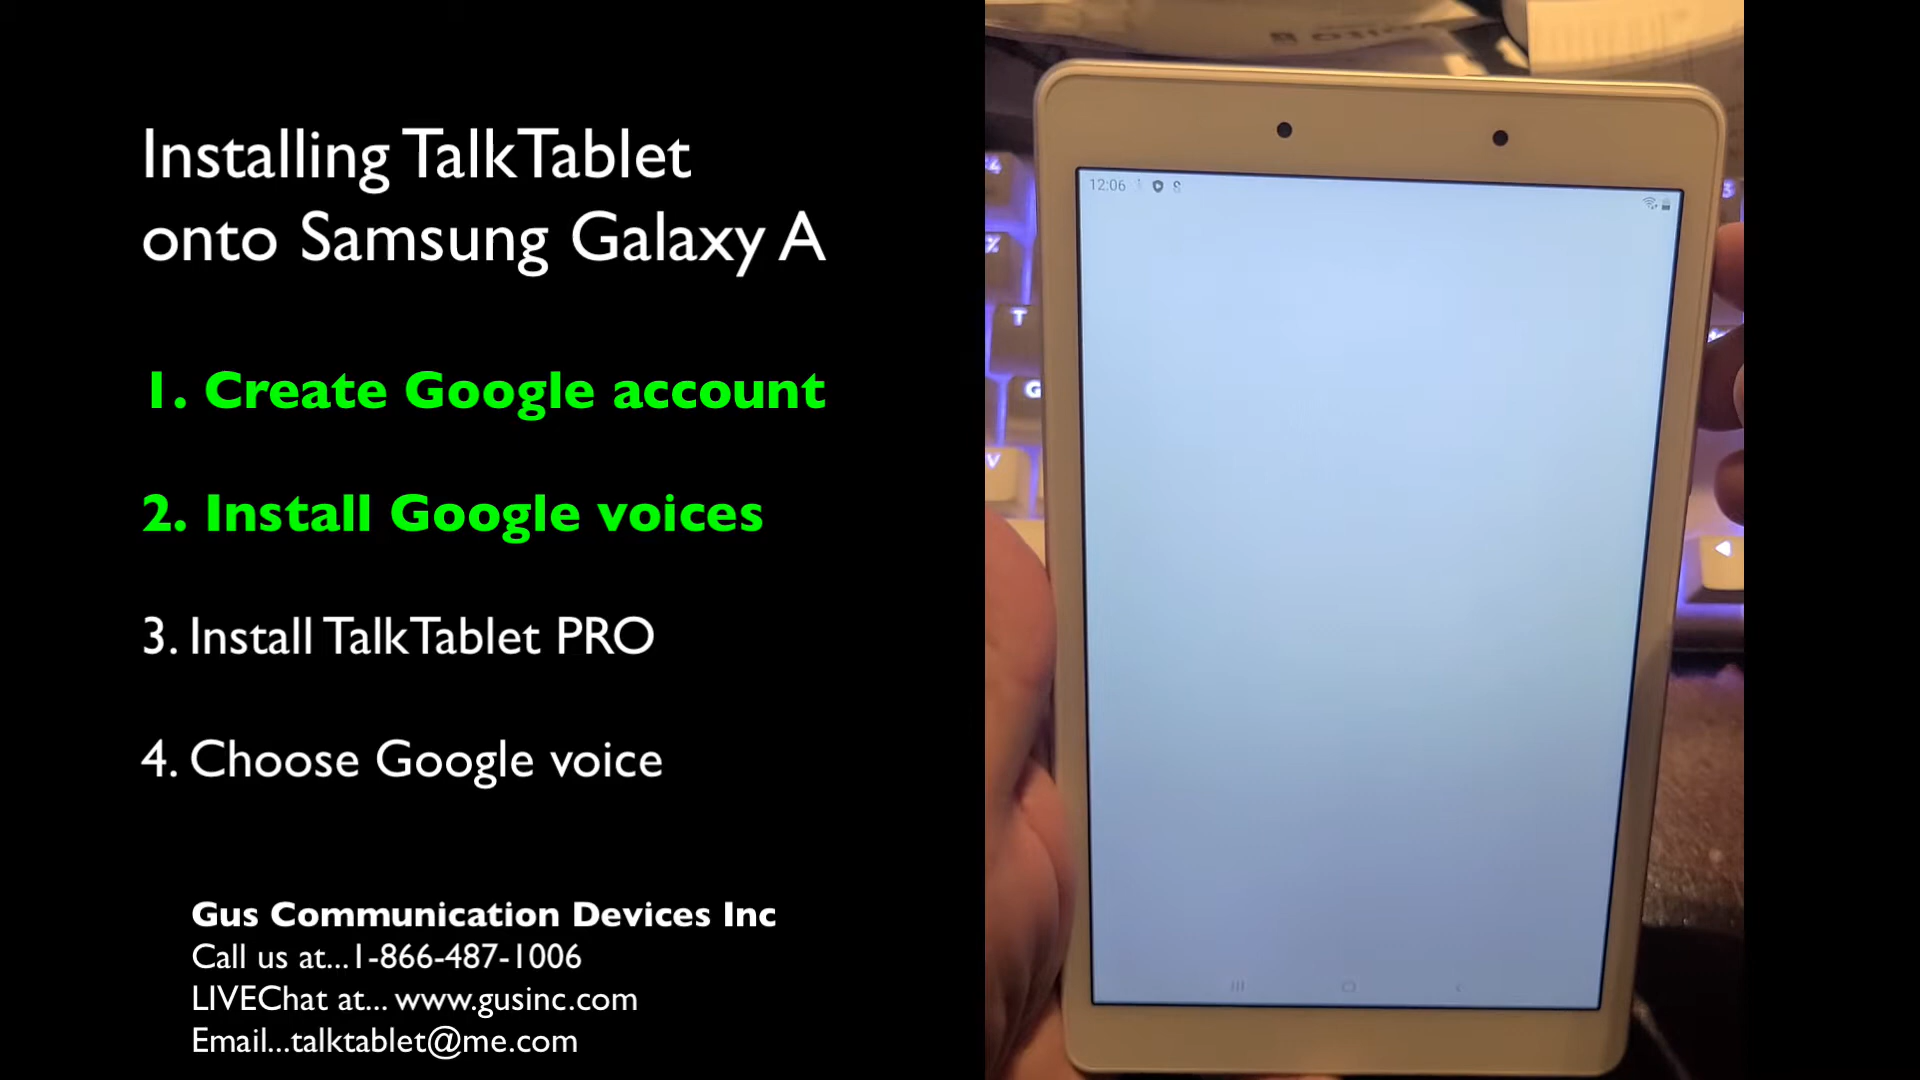 Installing TalkTablet
onto Samsung Galaxy A
1. Create Google account
2. Install Google voices
3. Install TalkTablet PRO
4. Choose Google voice
Gus Communication Devices Inc
Call us at...1-866-487-1006
LIVEChat at... www.gusinc.com
Email...talktablet@me.com
12:06
T
G
V